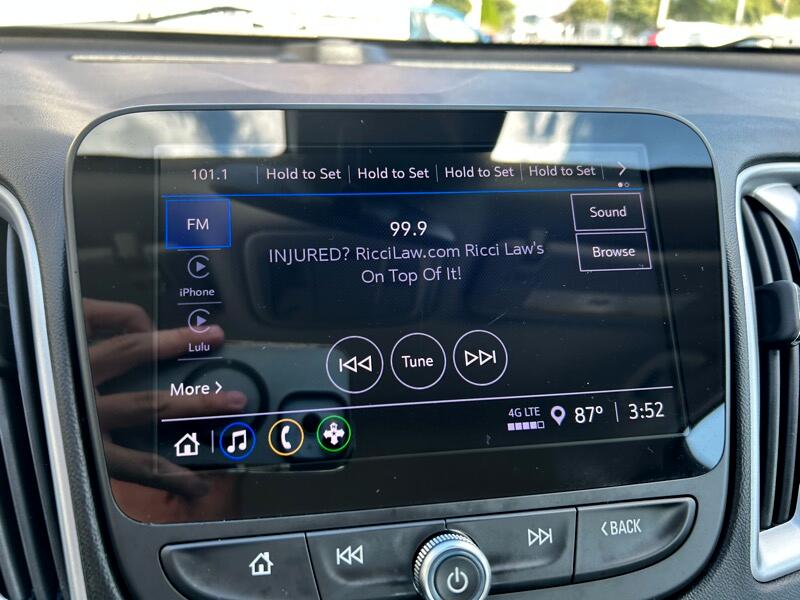 101.1 Hold to Set Hold to Set Hold to Set Hold to Set
FM
99.9
Sound
INJURED? RicciLaw.com Ricci Law's
On Top Of It!
Browse
iPhone
Lulu
Tune
More
4G LTE 87° 3:52
BACK